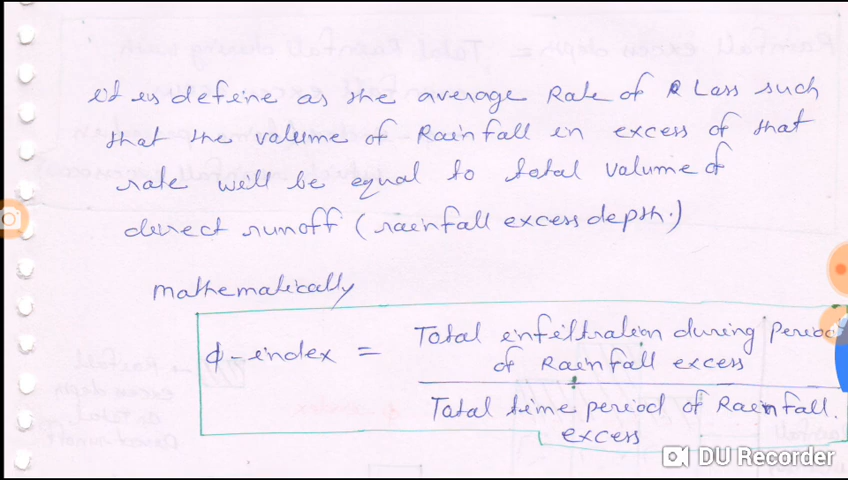 it is define as the average Rate of Loss such
that the volume of Rainfall in excess of that
rate will be equal to total volume of
direct runoff (rainfall excess depth.)
mathematically
φ-index = Total infiltration during period
of Rainfall excess
Total time period of Rainfall.
excess
DU Recorder